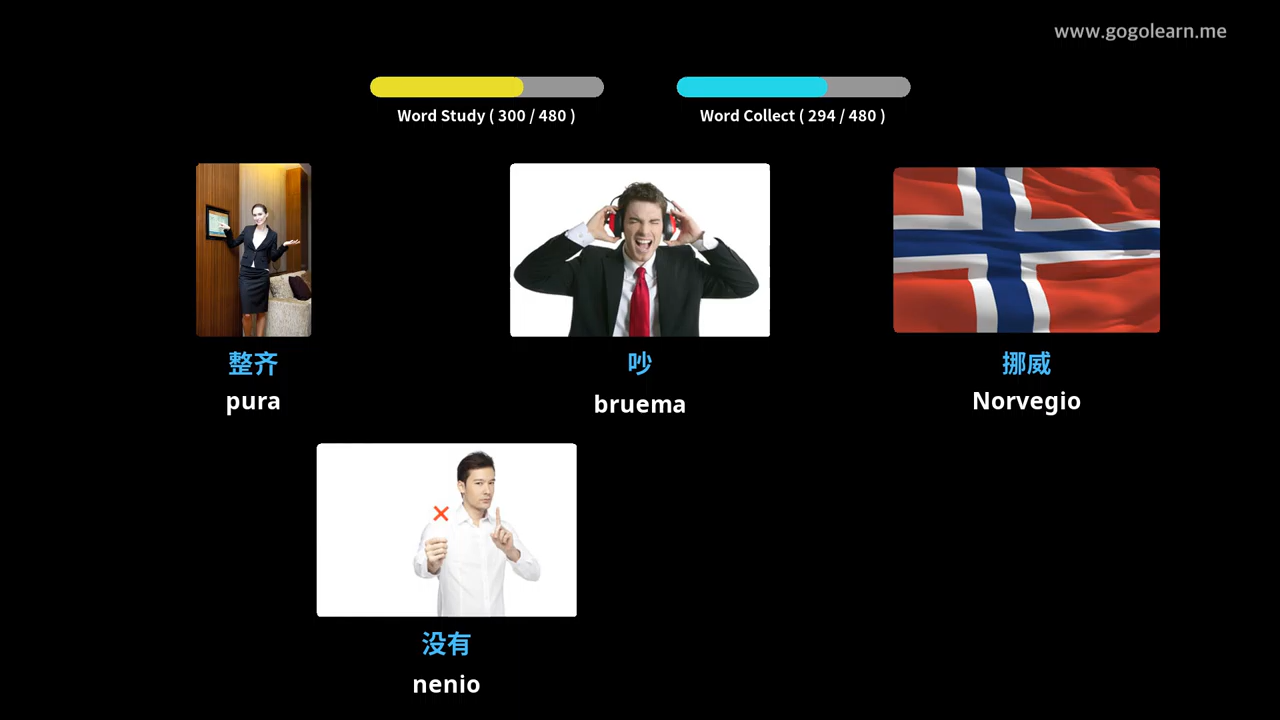 www.gogolearn.me
Word Study ( 300 / 480 )
Word Collect ( 294 / 480 )
整齐
pura
吵
bruema
挪威
Norvegio
没有
nenio